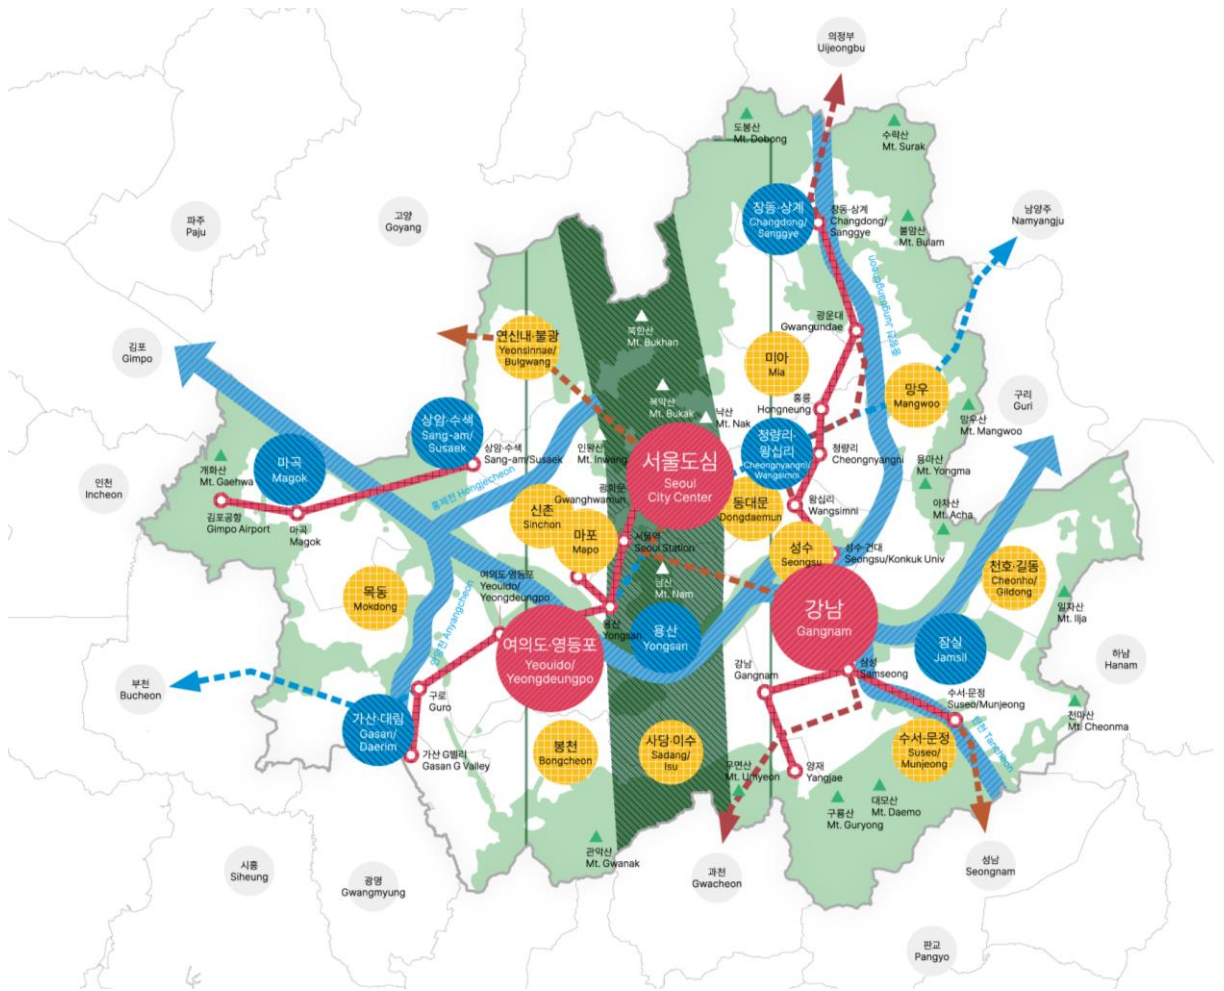 의정부
Uijeongbu
도봉산
Mt. Dobong
수락산
Mt. Surak
파주
Paju
고양
Goyang
창동·상계
Changdong/
Sanggye
창동·상계
Changdong/
Sanggye
불암산
Mt. Bulam
남양주
Namyangju
중랑천 Jungnangcheon
김포
Gimpo
연신내·불광
Yeonsinnae/
Bulgwang
북한산
Mt. Bukhan
광운대
Gwangundae
미아
Mia
망우
Mangwoo
구리
Guri
북악산
Mt. Bukak
낙산
Mt. Nak
홍릉
Hongneung
망우산
Mt. Mangwoo
상암·수색
Sang-am/
Susaek
상암·수색
Sang-am/Susaek
인왕산
Mt. Inwang
서울도심
Seoul
City Center
청량리·
왕십리
Cheongnyangni/
Wangsimni
청량리
Cheongnyangni
용마산
Mt. Yongma
개화산
Mt. Gaehwa
마곡
Magok
인천
Incheon
김포공항
Gimpo Airport
마곡
Magok
홍제천 Hongjecheon
광화문
Gwanghwamun
신촌
Sinchon
마포
Mapo
동대문
Dongdaemun
왕십리
Wangsimni
아차산
Mt. Acha
서울역
Seoul Station
성수
Seongsu
성수·건대
Seongsu/Konkuk Univ
천호·길동
Cheonho/
Gildong
목동
Mokdong
여의도·영등포
Yeouido/
Yeongdeungpo
남산
Mt. Nam
일자산
Mt. Ilja
안양천 Anyangcheon
용산
Yongsan
용산
Yongsan
강남
Gangnam
여의도·영등포
Yeouido/
Yeongdeungpo
잠실
Jamsil
하남
Hanam
부천
Bucheon
구로
Guro
강남
Gangnam
삼성
Samseong
수서·문정
Suseo/Munjeong
가산·대림
Gasan/
Daerim
가산 G밸리
Gasan G Valley
봉천
Bongcheon
사당·이수
Sadang/
Isu
수서·문정
Suseo/
Munjeong
탄천 Tancheon
천마산
Mt. Cheonma
우면산
Mt. Umyeon
양재
Yangjae
구룡산
Mt. Guryong
대모산
Mt. Daemo
관악산
Mt. Gwanak
시흥
Siheung
광명
Gwangmyung
과천
Gwacheon
성남
Seongnam
판교
Pangyo